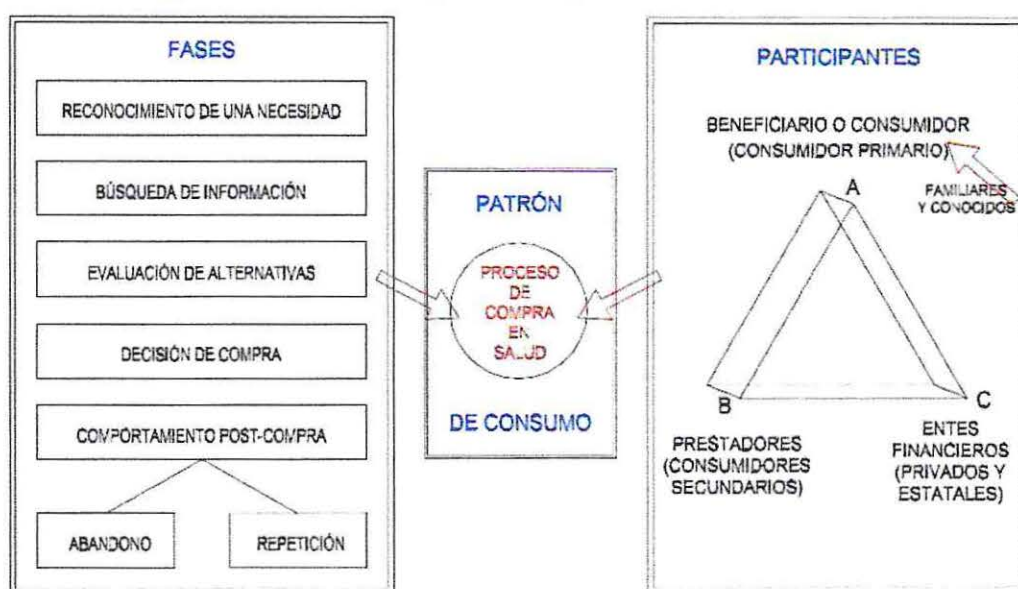 FASES
RECONOCIMIENTO DE UNA NECESIDAD
BÚSQUEDA DE INFORMACIÓN
EVALUACIÓN DE ALTERNATIVAS
DECISIÓN DE COMPRA
COMPORTAMIENTO POST-COMPRA
ABANDONO
REPETICIÓN
PATRÓN
PROCESO
DE
COMPRA
EN
SALUD
DE CONSUMO
PARTICIPANTES
BENEFICIARIO O CONSUMIDOR
(CONSUMIDOR PRIMARIO)
FAMILIARES
Y CONOCIDOS
A
B
C
PRESTADORES
(CONSUMIDORES
SECUNDARIOS)
ENTES
FINANCIEROS
(PRIVADOS Y
ESTATALES)